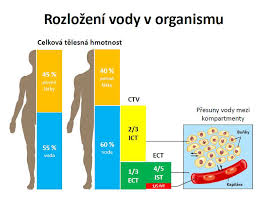 Rozložení vody v organismu
Celková tělesná hmotnost
45 %
pevné
látky
40 %
pevné
látky
55 %
voda
60 %
voda
CTV
2/3
ICT
1/3
ECT
ECT
4/5
IST
Přesuny vody mezi
kompartmenty
Buňky
Kapilára